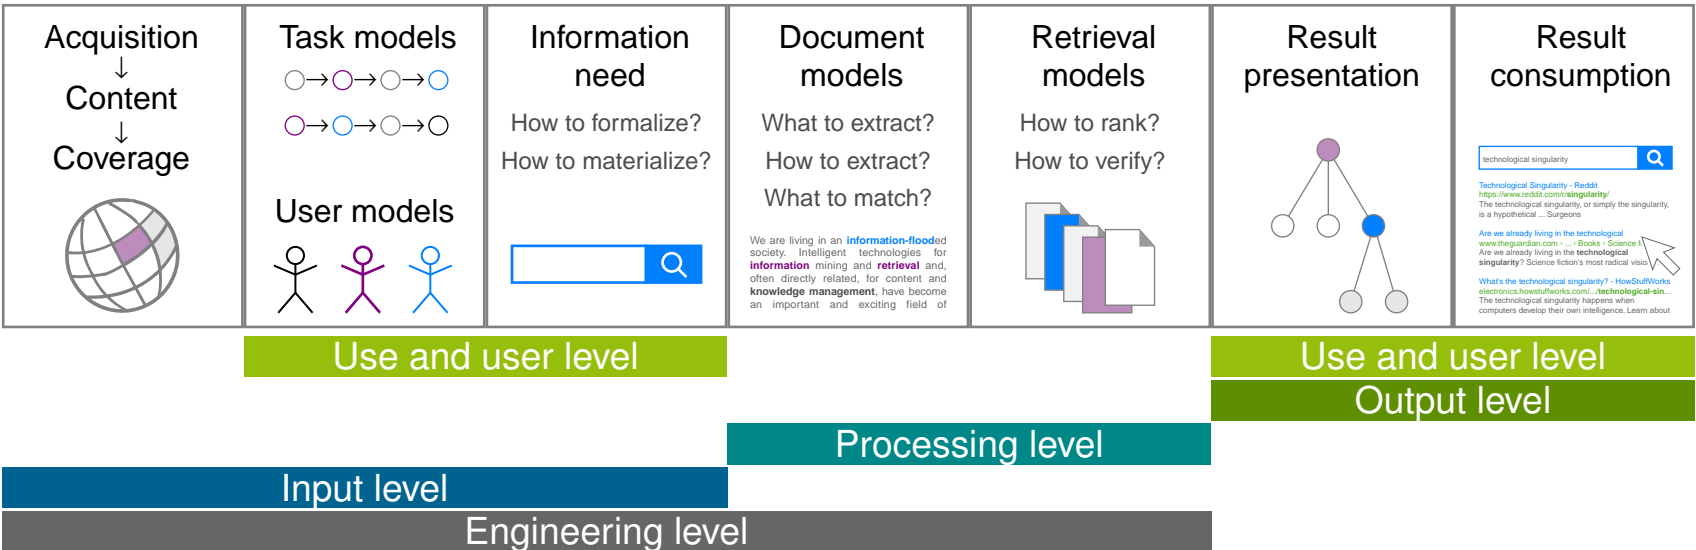 Acquisition
↓
Content
↓
Coverage
Task models
User models
Information
need
How to formalize?
How to materialize?
Document
models
What to extract?
How to extract?
What to match?
We are living in an information-flooded
society. Intelligent technologies for
information mining and retrieval and,
often directly related, for content and
knowledge management, have become
an important and exciting field of
Retrieval
models
How to rank?
How to verify?
Result
presentation
Result
consumption
technological singularity
Technological Singularity - Reddit
https://www.reddit.com/r/singularity/
The technological singularity, or simply the singularity,
is a hypothetical ... Surgeons
Are we already living in the technological
www.theguardian.com › ... › Books › Science f
Are we already living in the technological
singularity? Science fiction's most radical visio
What's the technological singularity? - HowStuffWorks
electronics.howstuffworks.com/.../technological-sin...
The technological singularity happens when
computers develop their own intelligence. Learn about
Use and user level
Use and user level
Output level
Processing level
Input level
Engineering level